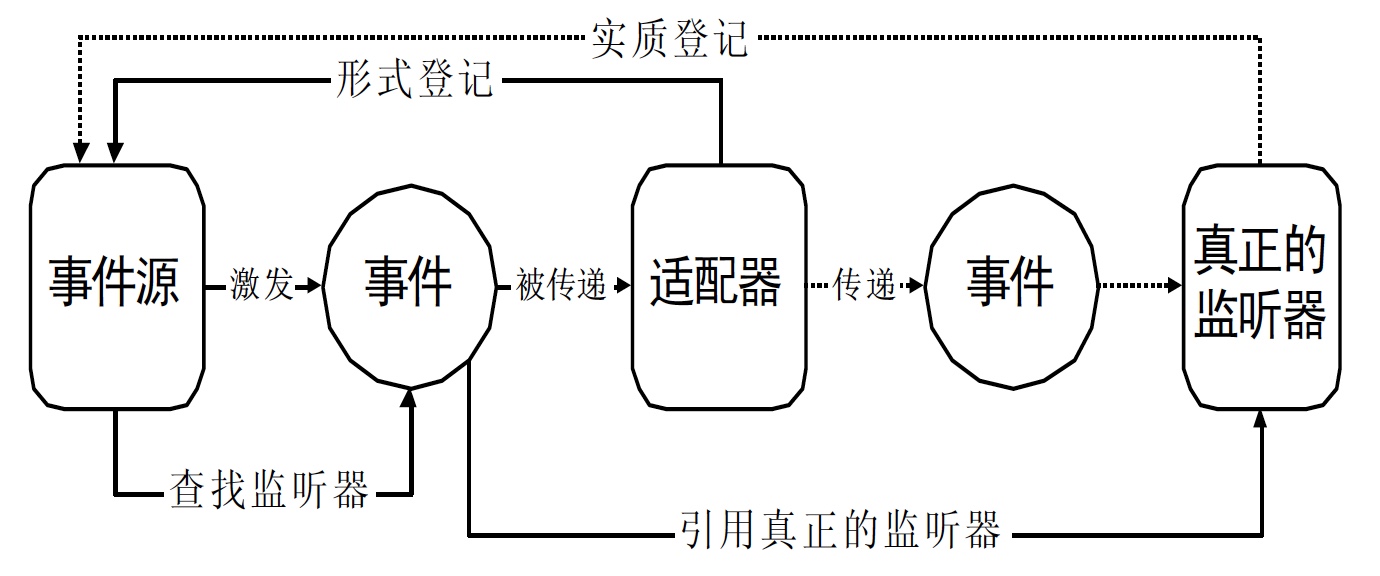 实质登记
形式登记
事件源
激发
事件
被传递
适配器
传递
事件
真正的
监听器
查找监听器
引用真正的监听器